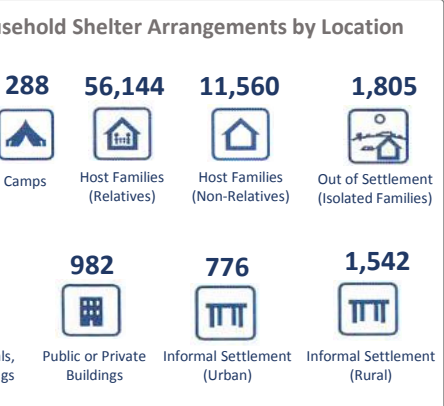 usehold Shelter Arrangements by Location
288 56,144 11,560 1,805
Camps
Host Families
(Relatives)
Host Families
(Non-Relatives)
Out of Settlement
(Isolated Families)
982 776 1,542
Public or Private
Buildings
Informal Settlement
(Urban)
Informal Settlement
(Rural)